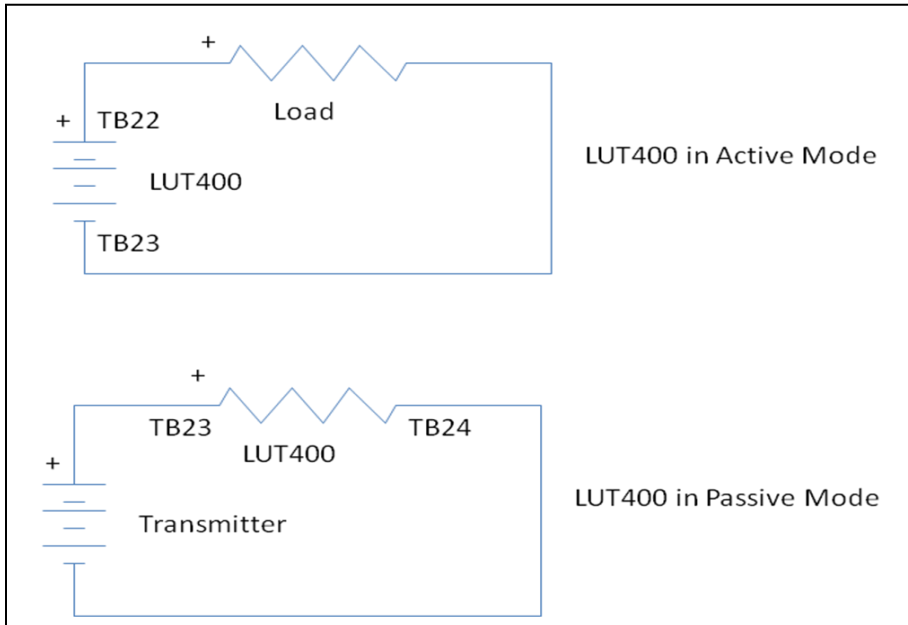 +
Load
+ TB22
LUT400 in Active Mode
LUT400
TB23
+
TB23 TB24
LUT400
+
LUT400 in Passive Mode
Transmitter